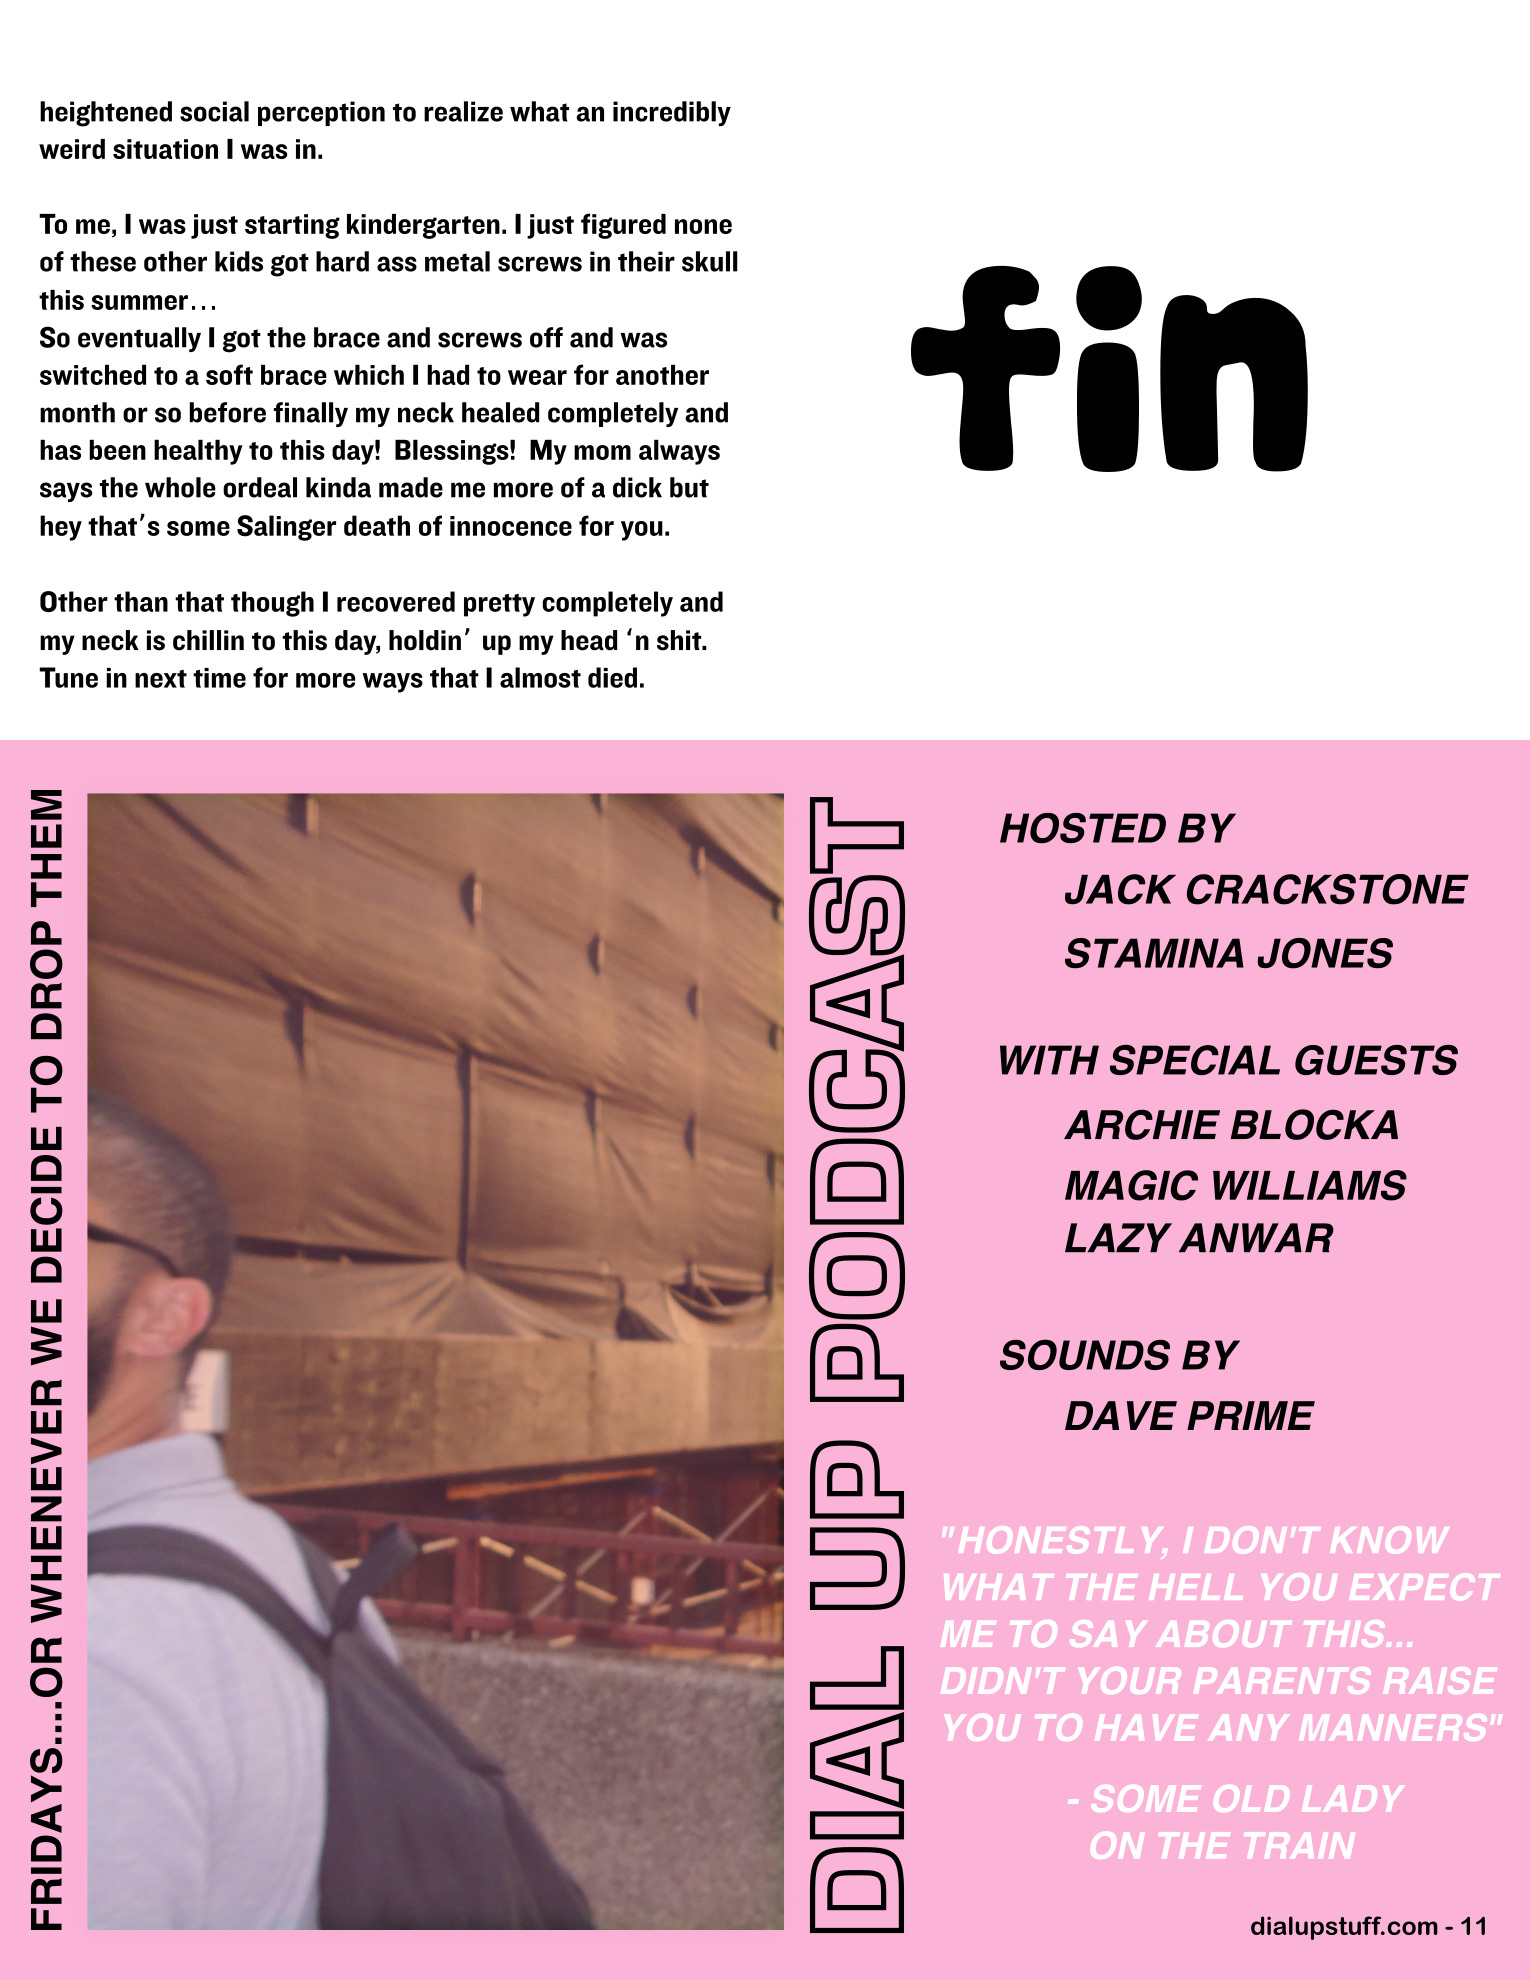 heightened social perception to realize what an incredibly
weird situation I was in.
To me, I was just starting kindergarten. I just figured none
of these other kids got hard ass metal screws in their skull
this summer…
So eventually I got the brace and screws off and was
switched to a soft brace which I had to wear for another
month or so before finally my neck healed completely and
has been healthy to this day!  Blessings!  My mom always
says the whole ordeal kinda made me more of a dick but
hey that’s some Salinger death of innocence for you.
Other than that though I recovered pretty completely and
my neck is chillin to this day, holdin’ up my head ‘n shit.
Tune in next time for more ways that I almost died.
fin
FRIDAYS....OR WHENEVER WE DECIDE TO DROP THEM
DIAL UP PODCAST
HOSTED BY
JACK CRACKSTONE
STAMINA JONES
WITH SPECIAL GUESTS
ARCHIE BLOCKA
MAGIC WILLIAMS
LAZY ANWAR
SOUNDS BY
DAVE PRIME
"HONESTLY, I DON'T KNOW
WHAT THE HELL YOU EXPECT
ME TO SAY ABOUT THIS...
DIDN'T YOUR PARENTS RAISE
YOU TO HAVE ANY MANNERS"
- SOME OLD LADY
ON THE TRAIN
dialupstuff.com - 11